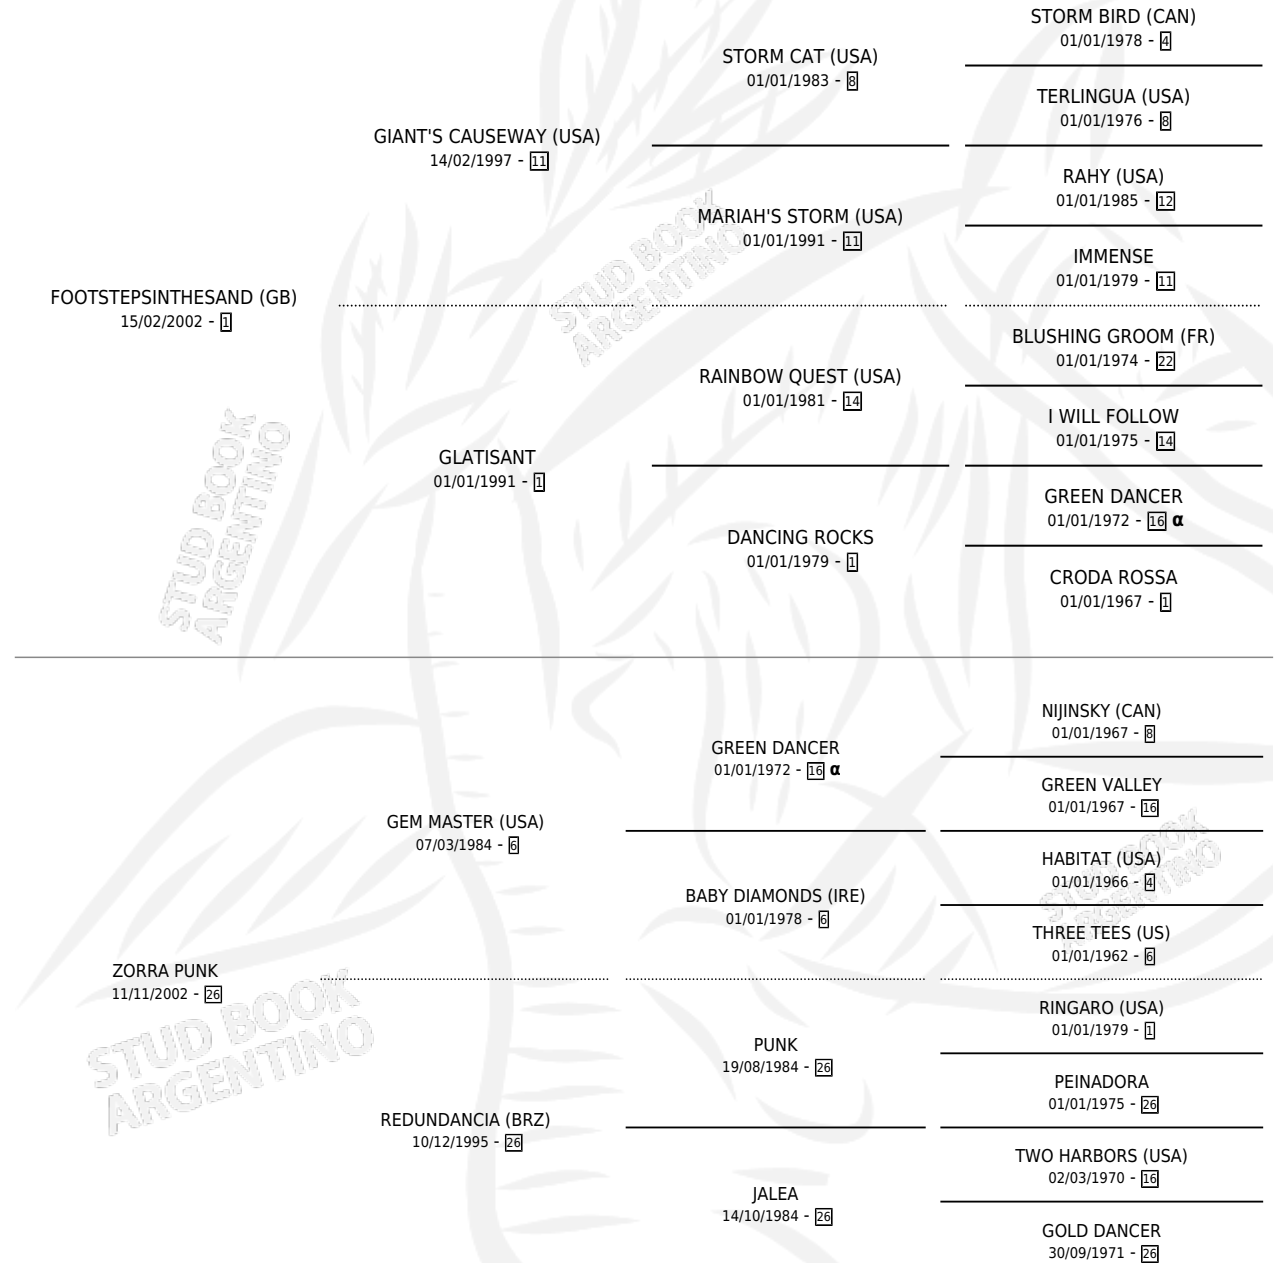 STORM BIRD (CAN)
01/01/1978 - 4
STORM CAT (USA)
01/01/1983 - 8
TERLINGUA (USA)
01/01/1976 - 8
GIANT'S CAUSEWAY (USA)
14/02/1997 - 11
RAHY (USA)
01/01/1985 - 12
MARIAH'S STORM (USA)
01/01/1991 - 11
IMMENSE
01/01/1979 - 11
FOOTSTEPSINTHESAND (GB)
15/02/2002 - 1
BLUSHING GROOM (FR)
01/01/1974 - 22
RAINBOW QUEST (USA)
01/01/1981 - 14
I WILL FOLLOW
01/01/1975 - 14
GLATISANT
01/01/1991 - 1
GREEN DANCER
01/01/1972 - 16 α
DANCING ROCKS
01/01/1979 - 1
CRODA ROSSA
01/01/1967 - 1
NIJINSKY (CAN)
01/01/1967 - 8
GREEN DANCER
01/01/1972 - 16 α
GREEN VALLEY
01/01/1967 - 16
GEM MASTER (USA)
07/03/1984 - 6
HABITAT (USA)
01/01/1966 - 4
BABY DIAMONDS (IRE)
01/01/1978 - 6
THREE TEES (US)
01/01/1962 - 6
ZORRA PUNK
11/11/2002 - 26
RINGARO (USA)
01/01/1979 - 1
PUNK
19/08/1984 - 26
PEINADORA
01/01/1975 - 26
REDUNDANCIA (BRZ)
10/12/1995 - 26
TWO HARBORS (USA)
02/03/1970 - 16
JALEA
14/10/1984 - 26
GOLD DANCER
30/09/1971 - 26
STUD BOOK
ARGENTINO
STUD BOOK
ARGENTINO
STUD BOOK
ARGENTINO
STUD BOOK
ARGENTINO